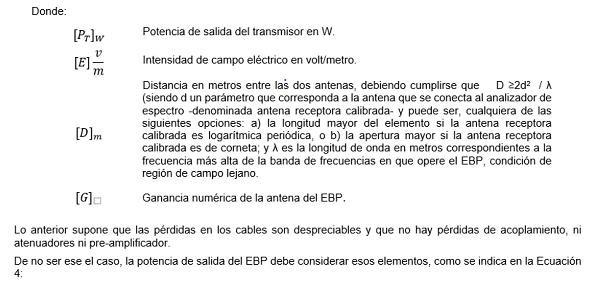 Donde:
[P_T]_W Potencia de salida del transmisor en W.
[E] v/m Intensidad de campo eléctrico en volt/metro.
Distancia en metros entre las dos antenas, debiendo cumplirse que D ≥2d² / λ
(siendo d un parámetro que corresponda a la antena que se conecta al analizador de
espectro -denominada antena receptora calibrada- y puede ser, cualquiera de las
siguientes opciones: a) la longitud mayor del elemento si la antena receptora
[D]_m calibrada es logarítmica periódica, o b) la apertura mayor si la antena receptora
calibrada es de corneta; y λ es la longitud de onda en metros correspondientes a la
frecuencia más alta de la banda de frecuencias en que opere el EBP, condición de
región de campo lejano.
[G]□ Ganancia numérica de la antena del EBP.
Lo anterior supone que las pérdidas en los cables son despreciables y que no hay pérdidas de acoplamiento, ni
atenuadores ni pre-amplificador.
De no ser ese el caso, la potencia de salida del EBP debe considerar esos elementos, como se indica en la Ecuación
4: